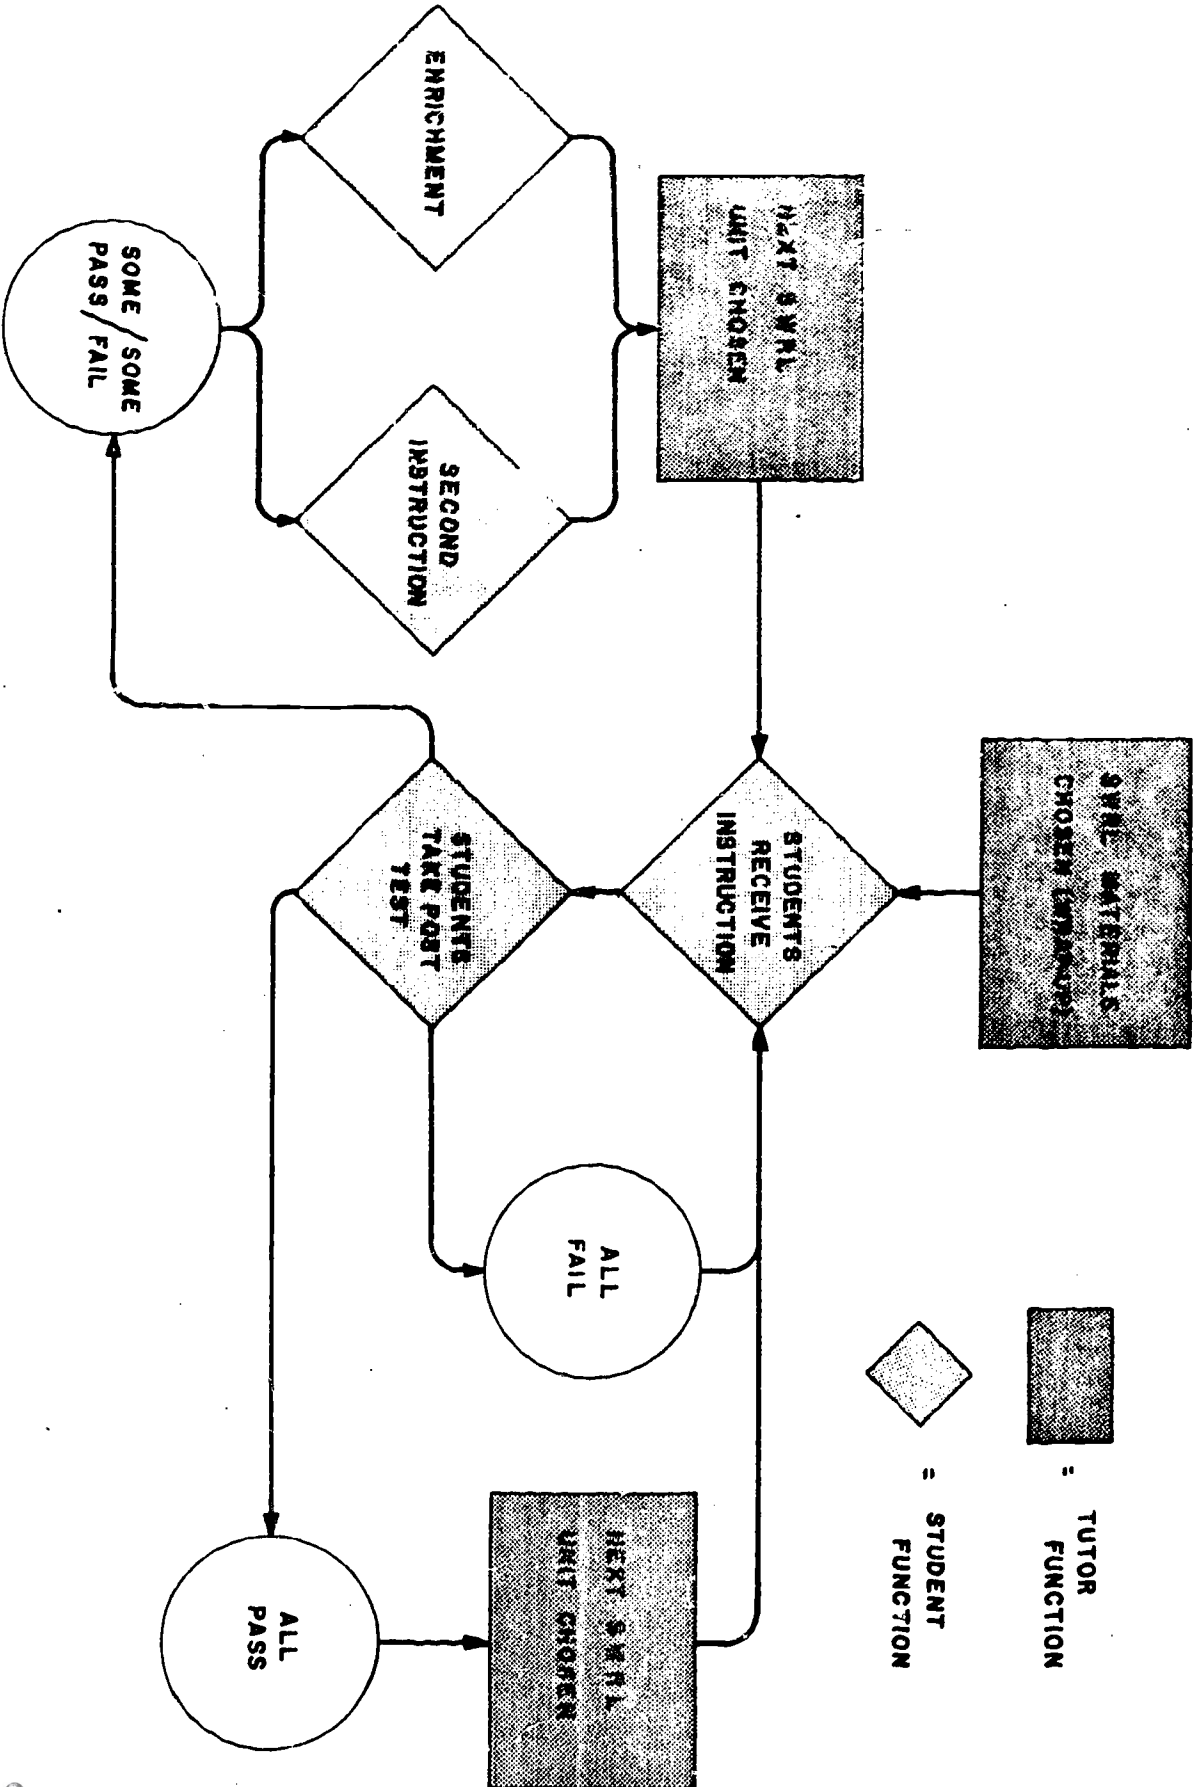 SWRL MATERIALS
CHOSEN
= TUTOR
FUNCTION
= STUDENT
FUNCTION
NEXT SWRL
UNIT CHOSEN
STUDENTS
RECEIVE
INSTRUCTION
ALL
FAIL
NEXT SWRL
UNIT CHOSEN
ENRICHMENT
SECOND
INSTRUCTION
STUDENTS
TAKE POST
TEST
SOME/SOME
PASS/FAIL
ALL
PASS